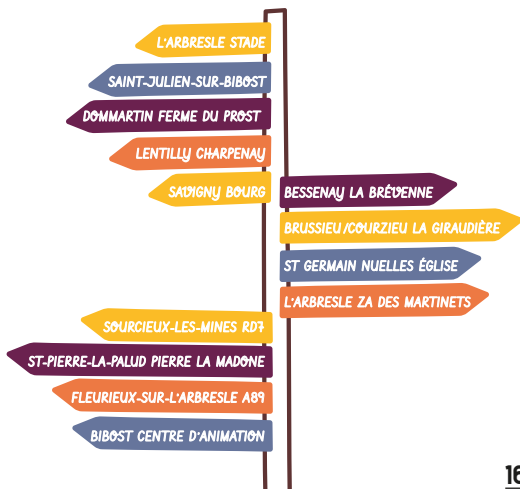 L'ARBRESLE STADE
SAINT-JULIEN-SUR-BIBOST
DOMMARTIN FERME DU PROST
LENTILLY CHARPENAY
SAVIGNY BOURG
BESSENAY LA BRÉVENNE
BRUSSIEU/COURZIEU LA GIRAUDIÈRE
ST GERMAIN NUELLES ÉGLISE
L'ARBRESLE ZA DES MARTINETS
SOURCIEUX-LES-MINES RD7
ST-PIERRE-LA-PALUD PIERRE LA MADONE
FLEURIEUX-SUR-L'ARBRESLE A89
BIBOST CENTRE D'ANIMATION
16